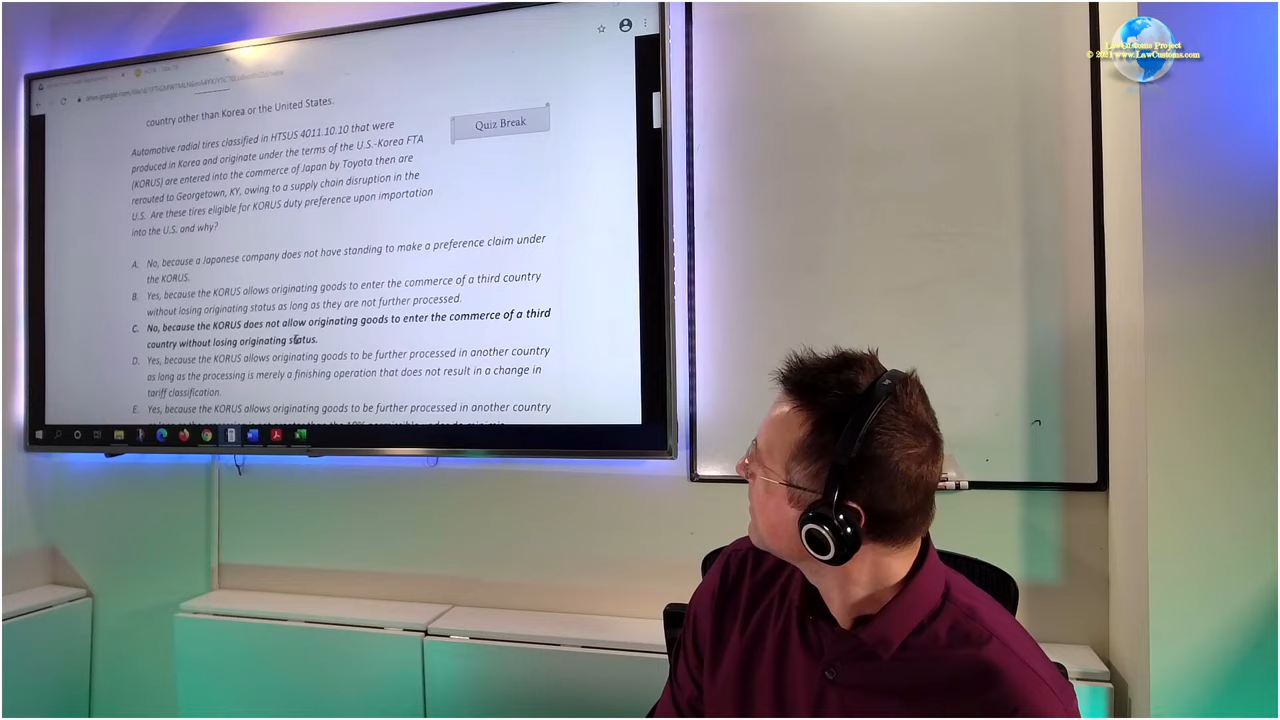 LawCustoms Project
© 2021 www.LawCustoms.com
country other than Korea or the United States.
Quiz Break
Automotive radial tires classified in HTSUS 4011.10.10 that were
produced in Korea and originate under the terms of the U.S.-Korea FTA
(KORUS) are entered into the commerce of Japan by Toyota then are
rerouted to Georgetown, KY, owing to a supply chain disruption in the
U.S. Are these tires eligible for KORUS duty preference upon importation
into the U.S. and why?
A. No, because a Japanese company does not have standing to make a preference claim under
the KORUS.
B. Yes, because the KORUS allows originating goods to enter the commerce of a third country
without losing originating status as long as they are not further processed.
C. No, because the KORUS does not allow originating goods to enter the commerce of a third
country without losing originating status.
D. Yes, because the KORUS allows originating goods to be further processed in another country
as long as the processing is merely a finishing operation that does not result in a change in
tariff classification.
E. Yes, because the KORUS allows originating goods to be further processed in another country